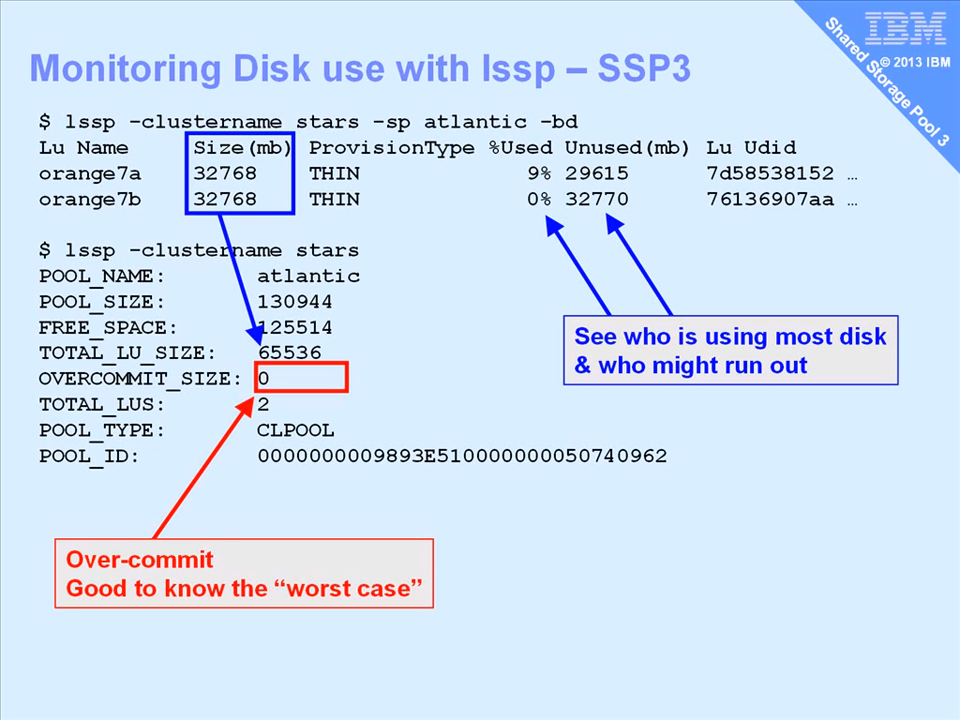 Monitoring Disk use with lssp – SSP3
IBM
© 2013 IBM
Shared Storage Pool 3
$ lssp –clustername stars -sp atlantic –bd
Lu Name Size(mb) ProvisionType %Used Unused(mb) Lu Udid
orange7a 32768 THIN 9% 29615 7d58538152 …
orange7b 32768 THIN 0% 32770 76136907aa …
$ lssp –clustername stars
POOL_NAME: atlantic
POOL_SIZE: 130944
FREE_SPACE: 125514
TOTAL_LU_SIZE: 65536
OVERCOMMIT_SIZE: 0
TOTAL_LUS: 2
POOL_TYPE: CLPOOL
POOL_ID: 0000000009893E510000000050740962
See who is using most disk
& who might run out
Over-commit
Good to know the “worst case”